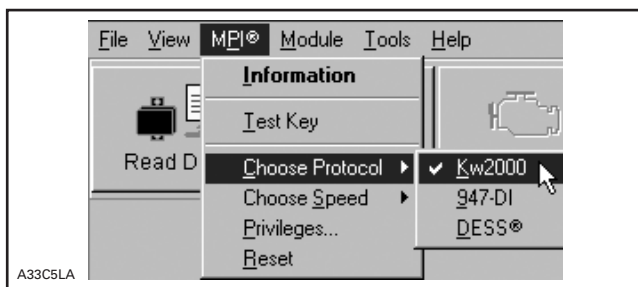 File View MPI® Module Tools Help
Information
Test Key
Read D
Choose Protocol
Kw2000
Choose Speed
947-DI
Privileges...
DESS®
Reset
A33C5LA